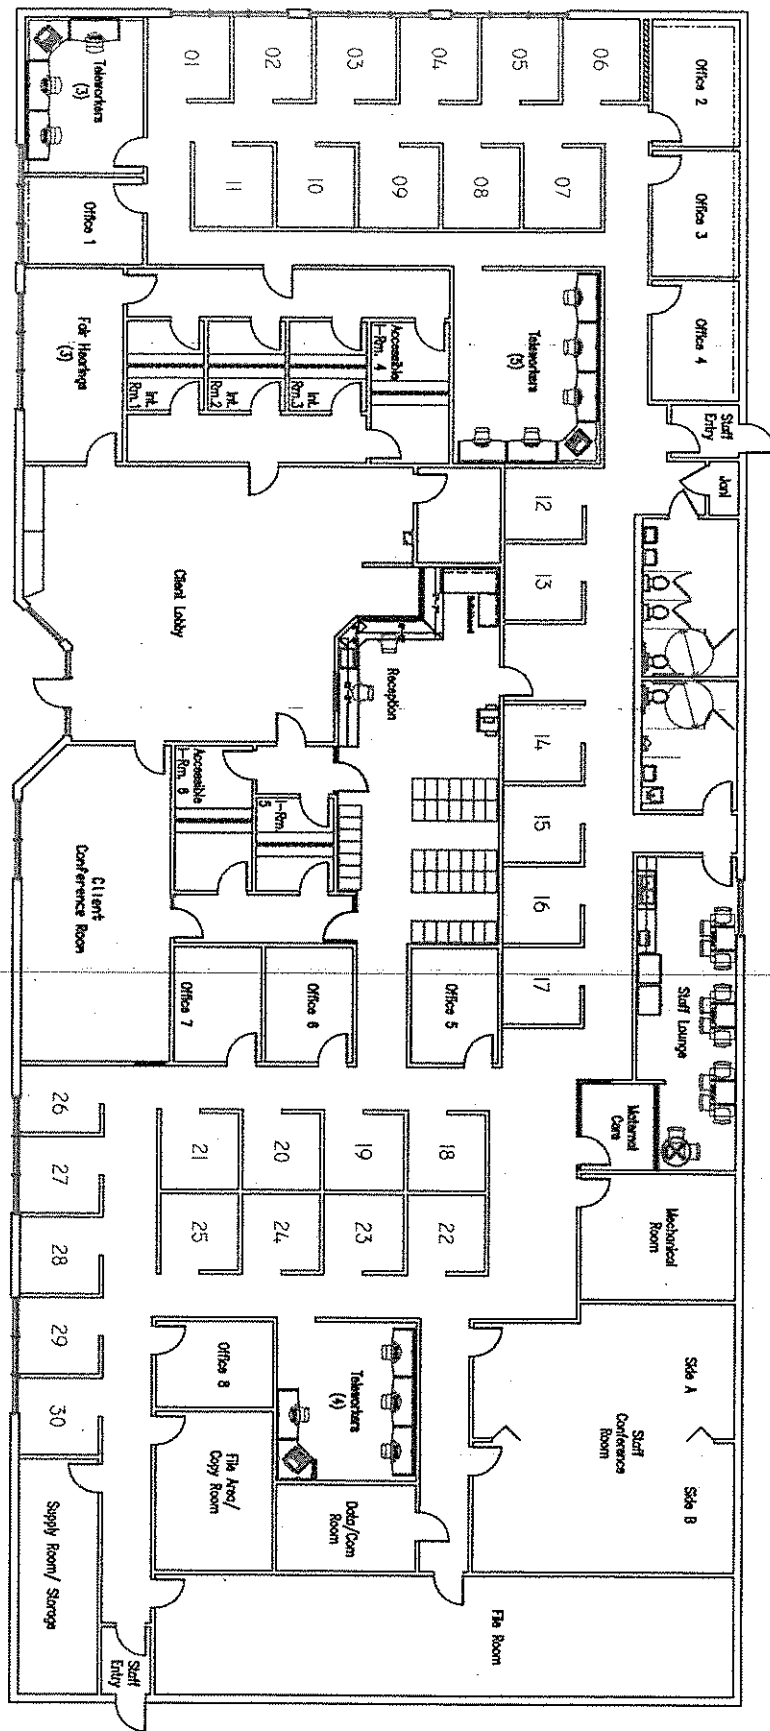 Teleworkers
(3)
01
02
03
04
05
06
Office 2
Office 1
11
10
09
08
07
Office 3
Fair Hearings
(3)
Int.
Rm.1
Int.
Rm.2
Int.
Rm.3
Accessible
I-Rm. 4
Teleworkers
(5)
Office 4
Staff
Entry
Jani
12
13
Client Lobby
Reception
14
15
16
17
Accessible
I-Rm. 6
I-Rm.
5
Client
Conference Room
Office 7
Office 6
Office 5
Staff Lounge
Maternal
Care
26
27
28
29
30
21
20
19
18
25
24
23
22
Mechanical
Room
Office 8
Teleworkers
(4)
Side A
Staff
Conference
Room
Side B
File Area/
Copy Room
Data/Com
Room
Supply Room/ Storage
File Room
Staff
Entry